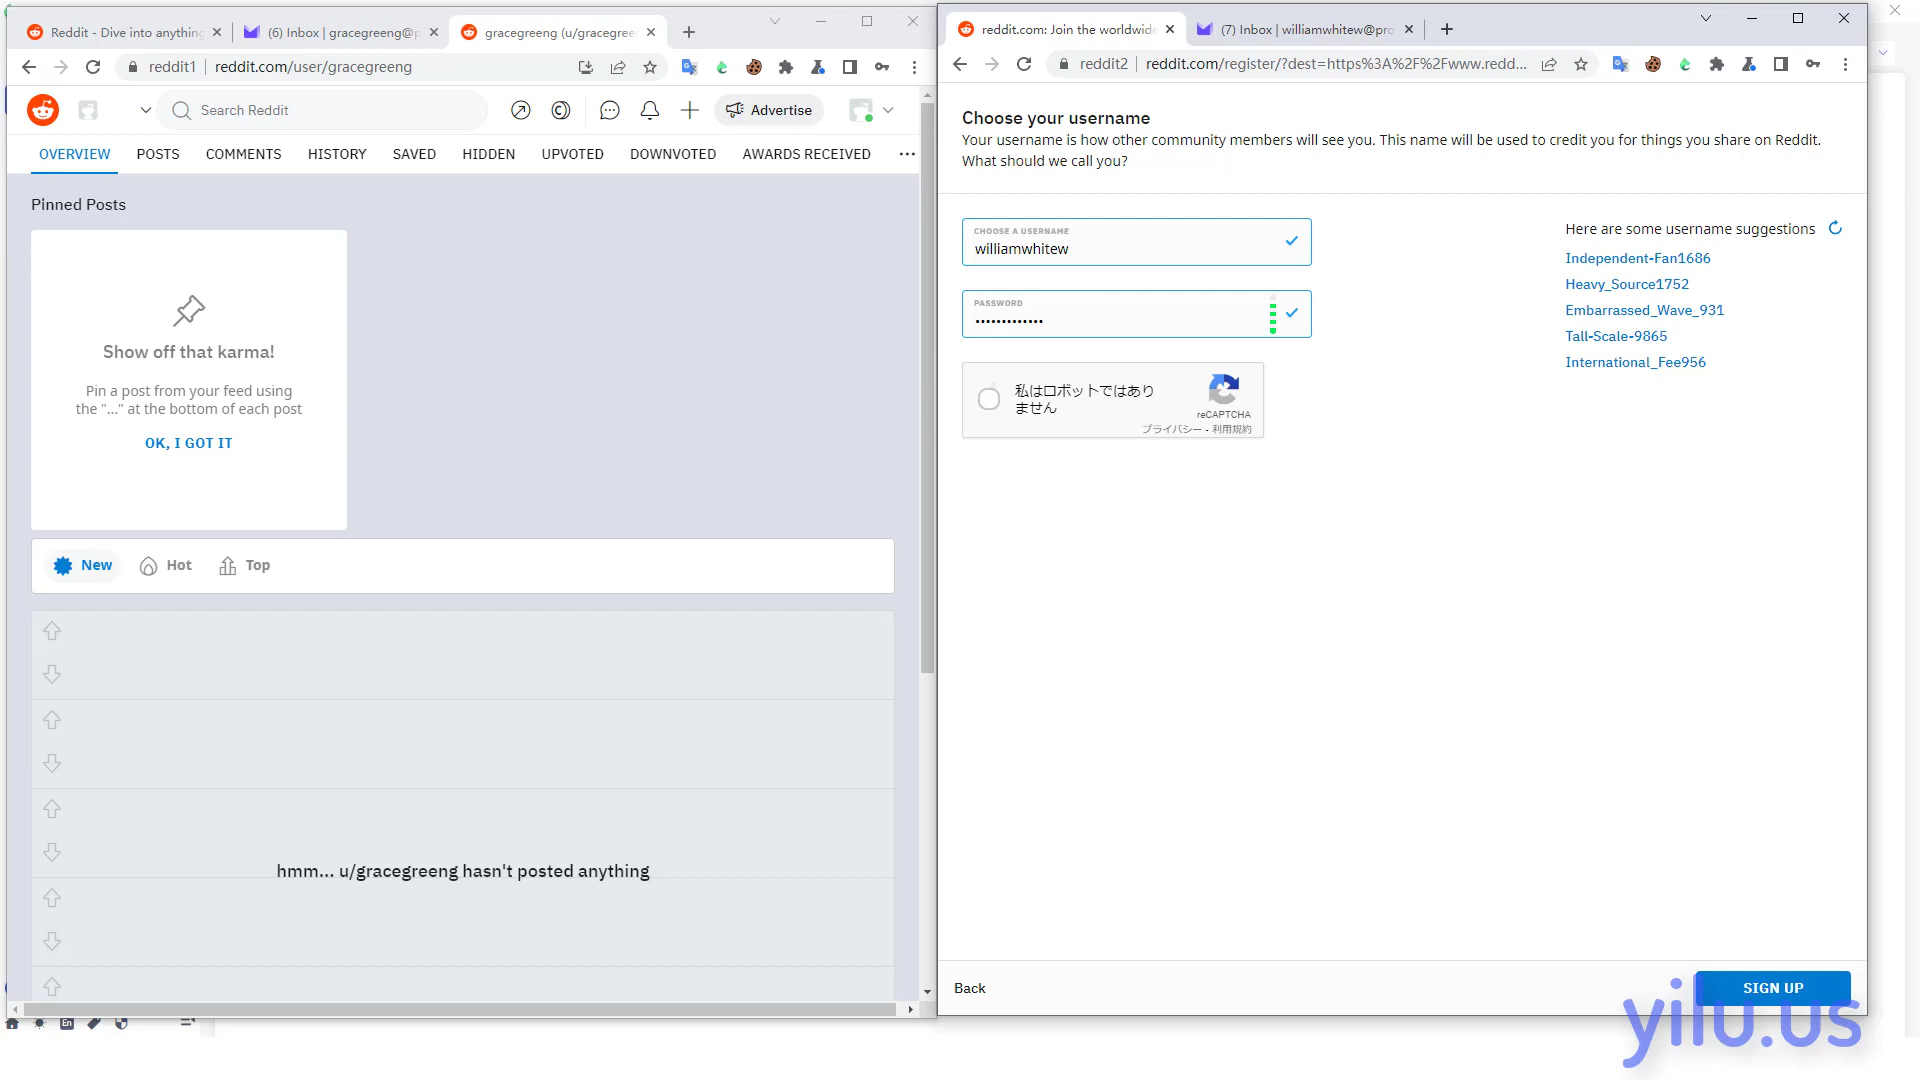 Reddit - Dive into anything
(6) Inbox | gracegreeng@p
gracegreeng (u/gracegree
reddit1 | reddit.com/user/gracegreeng
Search Reddit
Advertise
OVERVIEW POSTS COMMENTS HISTORY SAVED HIDDEN UPVOTED DOWNVOTED AWARDS RECEIVED ...
Pinned Posts
Show off that karma!
Pin a post from your feed using
the "..." at the bottom of each post
OK, I GOT IT
New Hot Top
hmm... u/gracegreeng hasn't posted anything
En
reddit.com: Join the worldwide
(7) Inbox | williamwhitew@pro
reddit2 | reddit.com/register/?dest=https%3A%2F%2Fwww.redd...
Choose your username
Your username is how other community members will see you. This name will be used to credit you for things you share on Reddit.
What should we call you?
CHOOSE A USERNAME
williamwhitew
PASSWORD
•••••••••••••
私はロボットではあり
ません
reCAPTCHA
プライバシー - 利用規約
Here are some username suggestions
Independent-Fan1686
Heavy_Source1752
Embarrassed_Wave_931
Tall-Scale-9865
International_Fee956
Back
SIGN UP
yilu.us